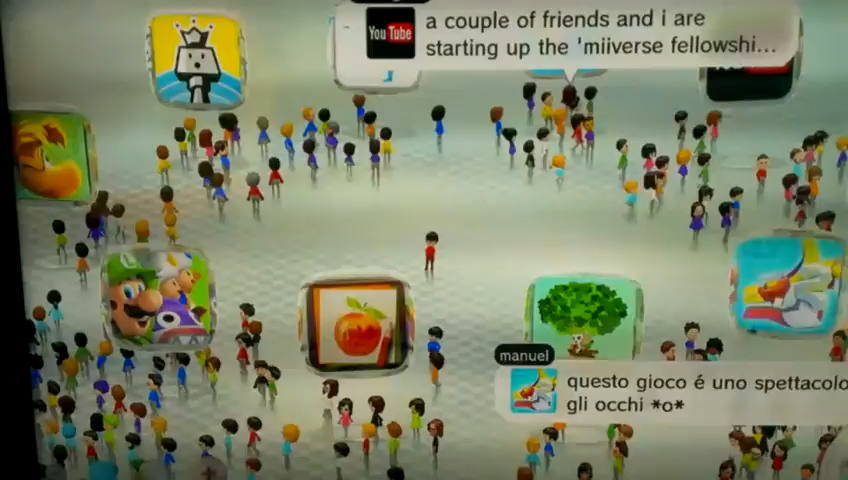 YouTube
a couple of friends and i are
starting up the 'miiverse fellowshi...
manuel
questo gioco é uno spettacolo
gli occhi *o*